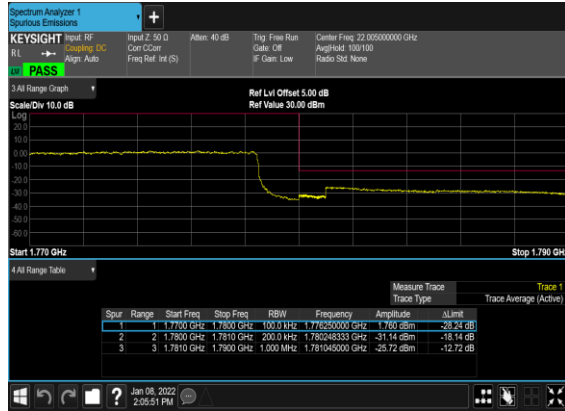 Spectrum Analyzer 1
Spurious Emissions
+
KEYSIGHT Input: RF Input Z: 50 Ω Atten: 40 dB Trig: Free Run Center Freq: 22.005000000 GHz
RL Coupling: DC Corr CCorr Gate: Off Avg|Hold: 100/100
Align: Auto Freq Ref: Int (S) IF Gain: Low Radio Std: None
LV PASS
3 All Range Graph
Ref Lvl Offset 5.00 dB
Scale/Div 10.0 dB Ref Value 30.00 dBm
Log
20.0
10.0
0.00
-10.0
-20.0
-30.0
-40.0
-50.0
-60.0
Start 1.770 GHz Stop 1.790 GHz
4 All Range Table
Measure Trace Trace 1
Trace Type Trace Average (Active)
Spur Range Start Freq Stop Freq RBW Frequency Amplitude ΔLimit
1 1 1.7700 GHz 1.7800 GHz 100.0 kHz 1.776250000 GHz 1.760 dBm -28.24 dB
2 2 1.7800 GHz 1.7810 GHz 200.0 kHz 1.780248333 GHz -31.14 dBm -18.14 dB
3 3 1.7810 GHz 1.7900 GHz 1.000 MHz 1.781045000 GHz -25.72 dBm -12.72 dB
? Jan 08, 2022
2:05:51 PM